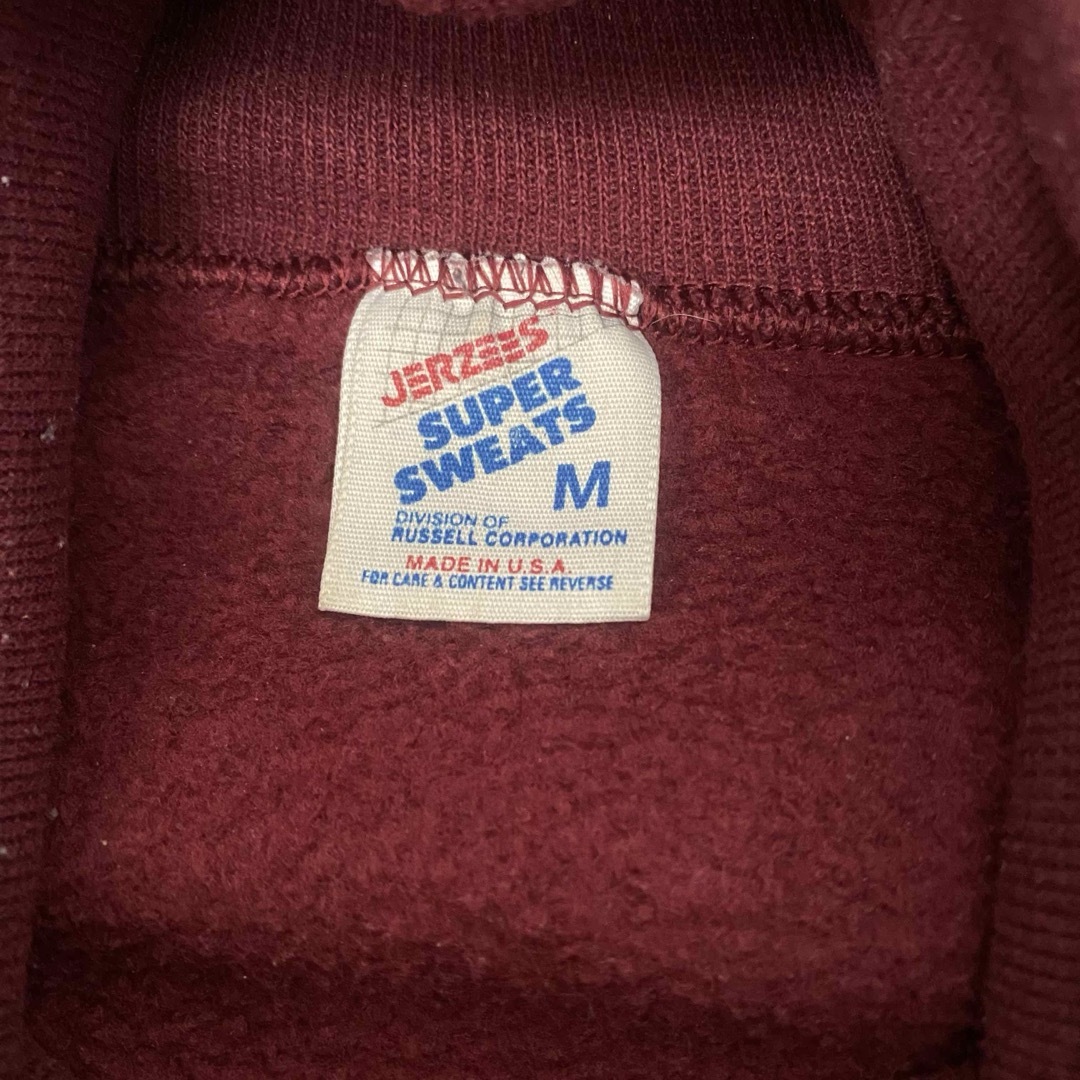 JERZEES
SUPER
SWEATS
M
DIVISION OF
RUSSELL CORPORATION
MADE IN U.S.A.
FOR CARE & CONTENT SEE REVERSE